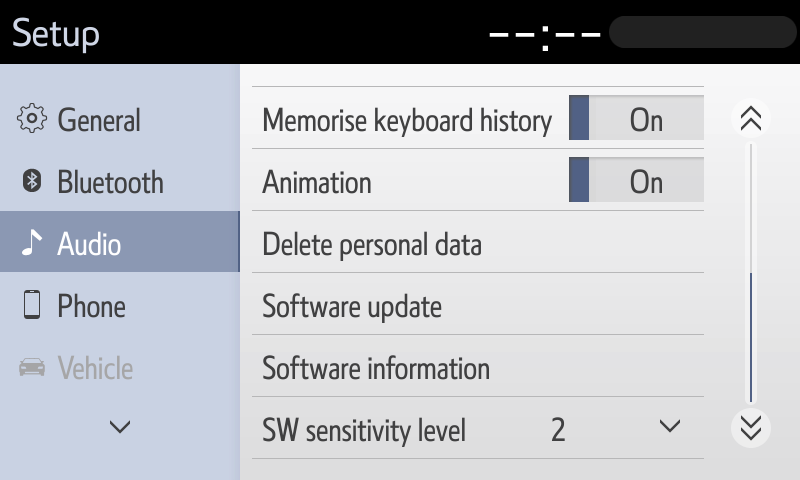 Setup
--:--
General
Bluetooth
Audio
Phone
Vehicle
Memorise keyboard history On
Animation On
Delete personal data
Software update
Software information
SW sensitivity level 2